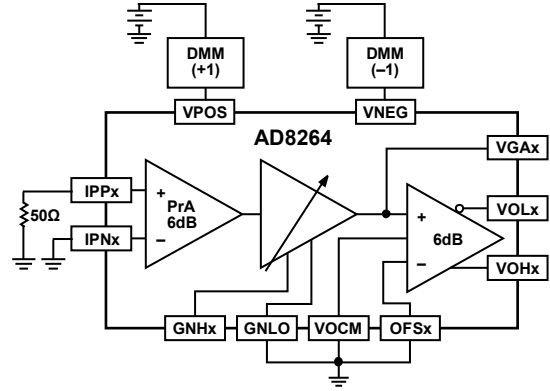 DMM
(+1)
DMM
(–1)
VPOS
VNEG
AD8264
VGAx
IPPx
+
PrA
6dB
–
50Ω
IPNx
+
6dB
–
VOLx
VOHx
GNHx
GNLO
VOCM
OFSx